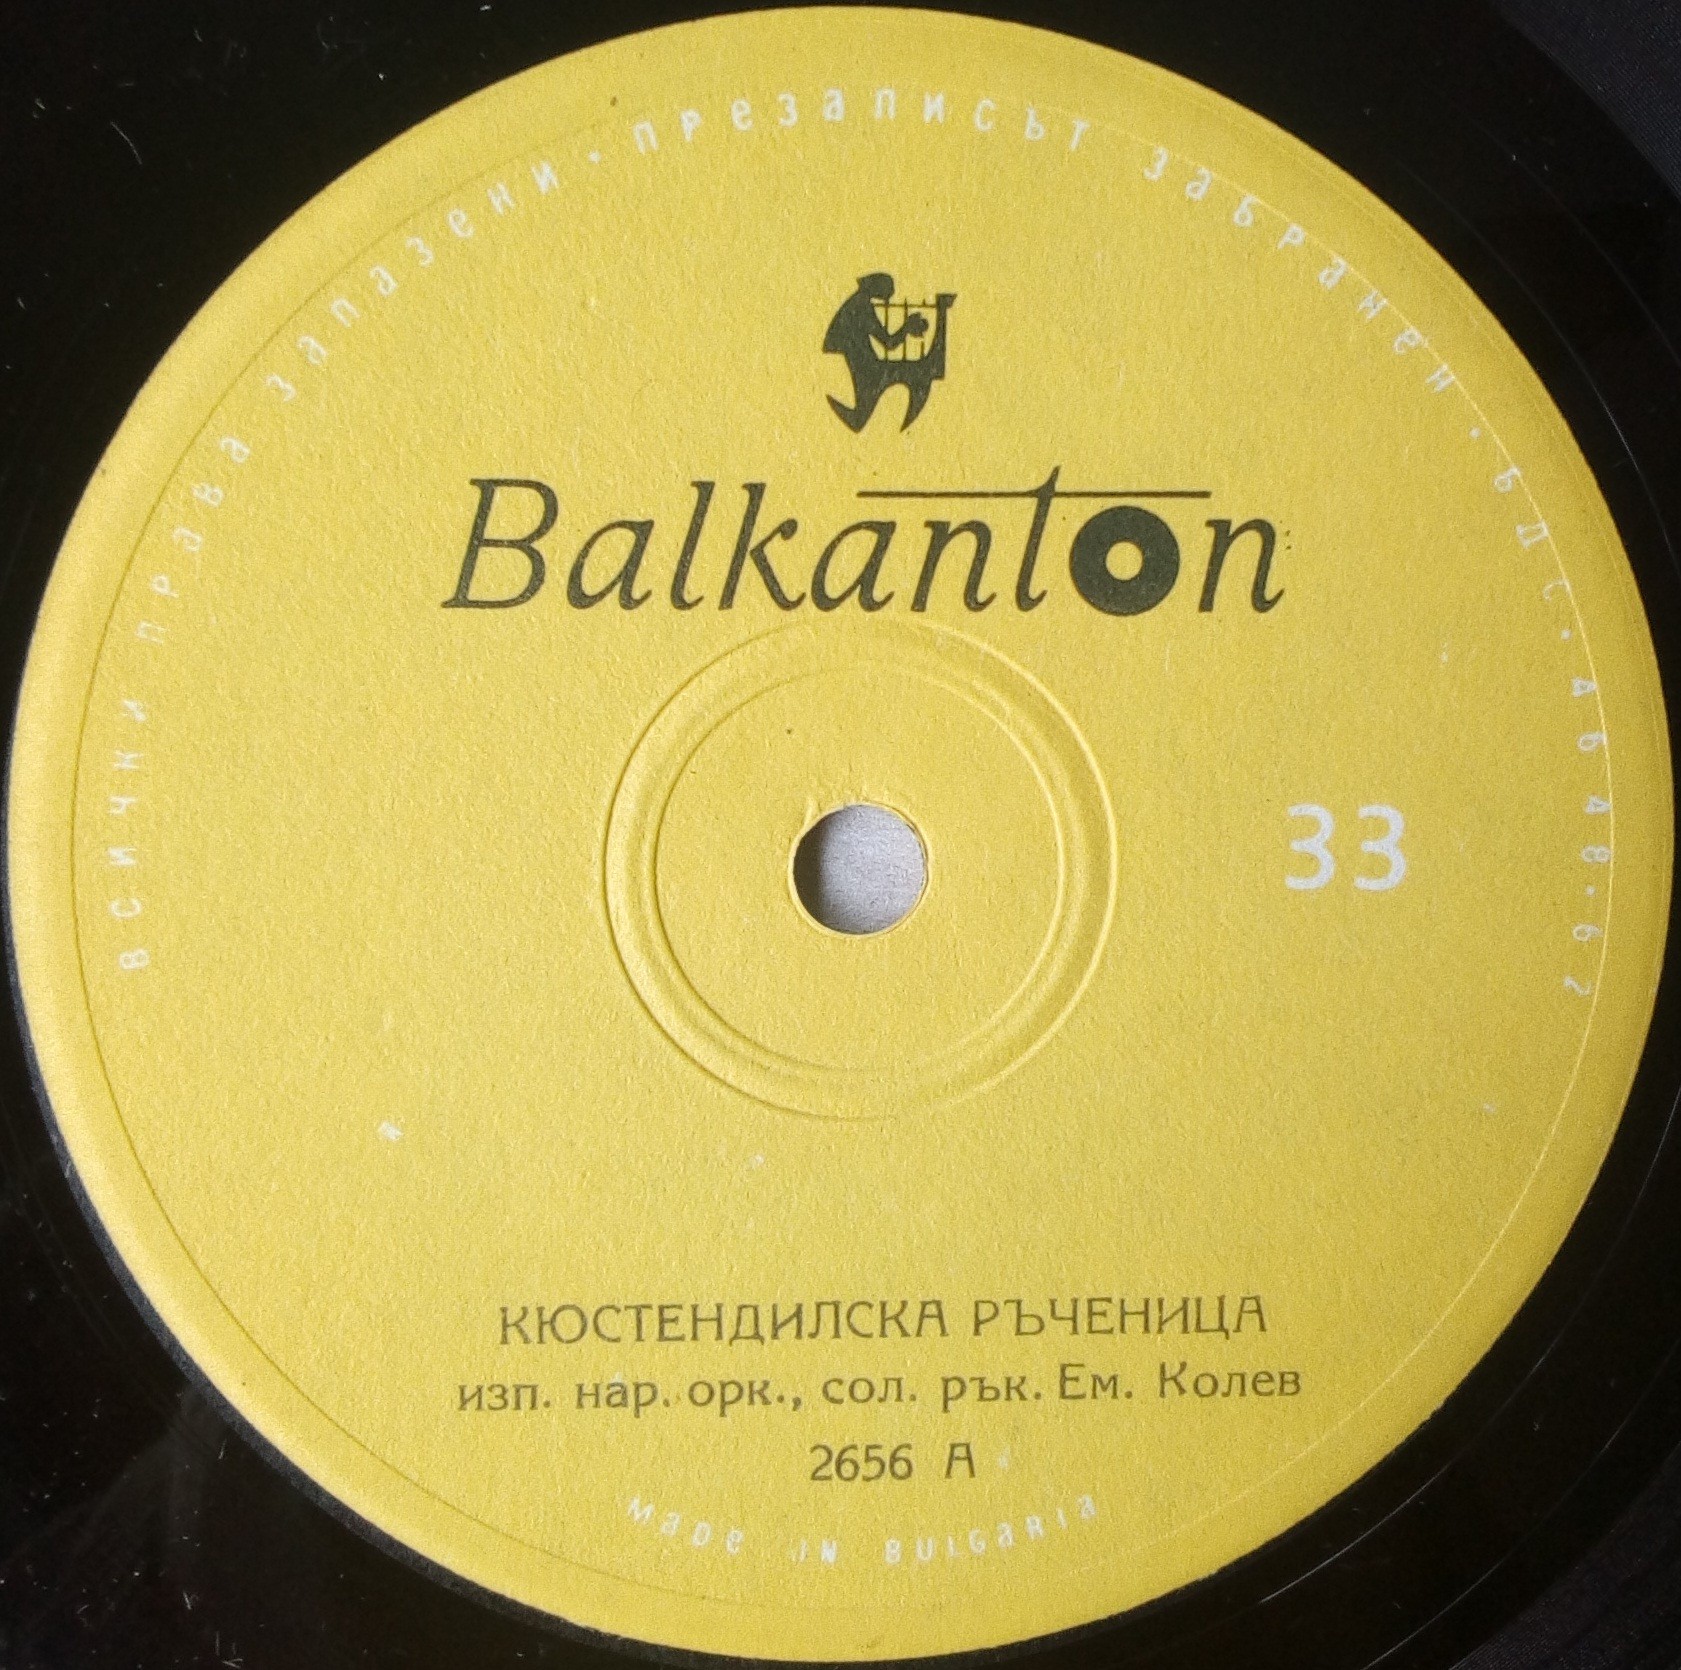 ВСИЧКИ ПРАВА ЗАПАЗЕНИ · ПРЕЗАПИСЪТ ЗАБРАНЕН · БДС · 4648 · 62
Balkanton
33
КЮСТЕНДИЛСКА РЪЧЕНИЦА
изп. нар. орк., сол. рък. Ем. Колев
2656 А
MADE IN BULGARIA